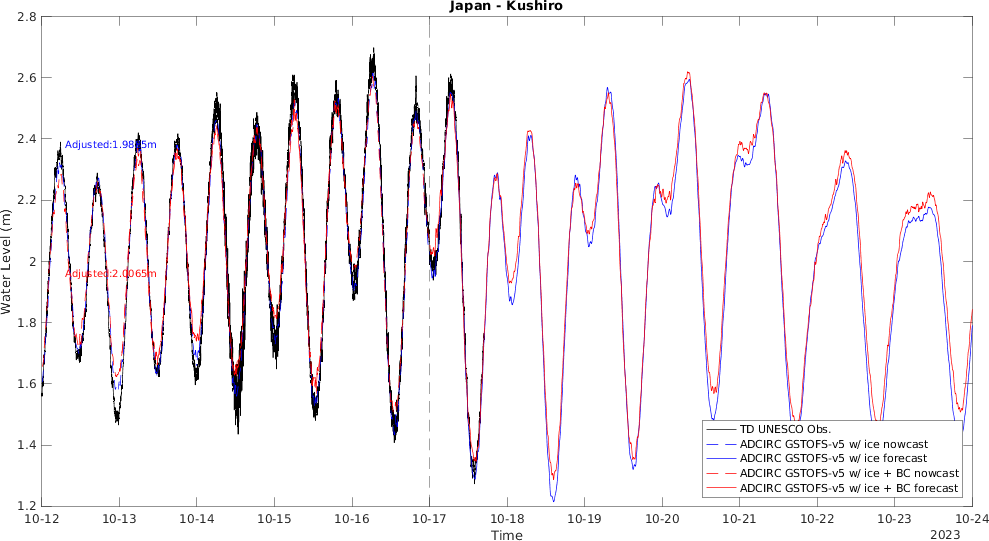 Japan - Kushiro
2.8
2.6
2.4
2.2
2
1.8
1.6
1.4
1.2
Water Level (m)
Adjusted:2.0065m
TD UNESCO Obs.
ADCIRC GSTOFS-v5 w/ ice nowcast
ADCIRC GSTOFS-v5 w/ ice forecast
ADCIRC GSTOFS-v5 w/ ice + BC nowcast
ADCIRC GSTOFS-v5 w/ ice + BC forecast
10-12 10-13 10-14 10-15 10-16 10-17 10-18 10-19 10-20 10-21 10-22 10-23 10-24
Time
2023